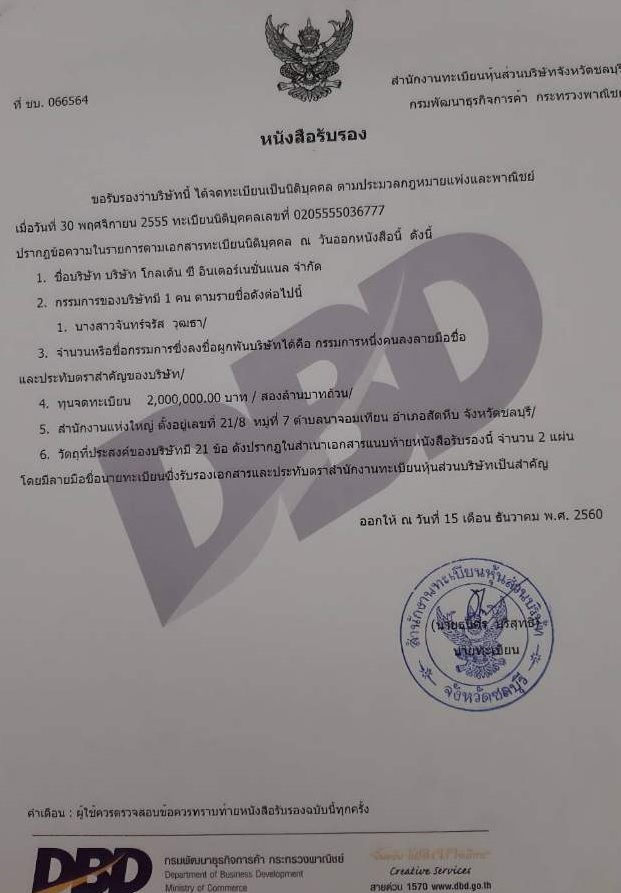 สำนักงานทะเบียนหุ้นส่วนบริษัทจังหวัดชลบุรี
ที่ ชบ. 066564
กรมพัฒนาธุรกิจการค้า กระทรวงพาณิชย
หนังสือรับรอง
ขอรับรองว่าบริษัทนี้ ได้จดทะเบียนเป็นนิติบุคคล ตามประมวลกฎหมายแพ่งและพาณิชย์
เมื่อวันที่ 30 พฤศจิกายน 2555 ทะเบียนนิติบุคคลเลขที่ 0205555036777
ปรากฏข้อความในรายการตามเอกสารทะเบียนนิติบุคคล ณ วันออกหนังสือนี้ ดังนี้
1. ชื่อบริษัท บริษัท โกลเด้น ซี อินเตอร์เนชั่นแนล จำกัด
2. กรรมการของบริษัทมี 1 คน ตามรายชื่อดังต่อไปนี้
1. นางสาวจันทร์จรัส วุฒธา/
3. จำนวนหรือชื่อกรรมการซึ่งลงชื่อผูกพันบริษัทได้คือ กรรมการหนึ่งคนลงลายมือชื่อ
และประทับตราสำคัญของบริษัท/
4. ทุนจดทะเบียน 2,000,000.00 บาท / สองล้านบาทถ้วน/
5. สำนักงานแห่งใหญ่ ตั้งอยู่เลขที่ 21/8 หมู่ที่ 7 ตำบลนาจอมเทียน อำเภอสัตหีบ จังหวัดชลบุรี/
6. วัตถุที่ประสงค์ของบริษัทมี 21 ข้อ ดังปรากฏในสำเนาเอกสารแนบท้ายหนังสือรับรองนี้ จำนวน 2 แผ่น
โดยมีลายมือชื่อนายทะเบียนซึ่งรับรองเอกสารและประทับตราสำนักงานทะเบียนหุ้นส่วนบริษัทเป็นสำคัญ
DBD
ออกให้ ณ วันที่ 15 เดือน ธันวาคม พ.ศ. 2560
สำนักงานทะเบียนหุ้นส่วนบริษัท
บริสุทธิ์)
นายทะเบียน
จังหวัดชลบุรี
คำเตือน : ผู้ใช้ควรตรวจสอบข้อควรทราบท้ายหนังสือรับรองฉบับนี้ทุกครั้ง
DBD
กรมพัฒนาธุรกิจการค้า กระทรวงพาณิชย์
Department of Business Development
Ministry of Commerce
Creative Services
สายด่วน 1570 www.dbd.go.th